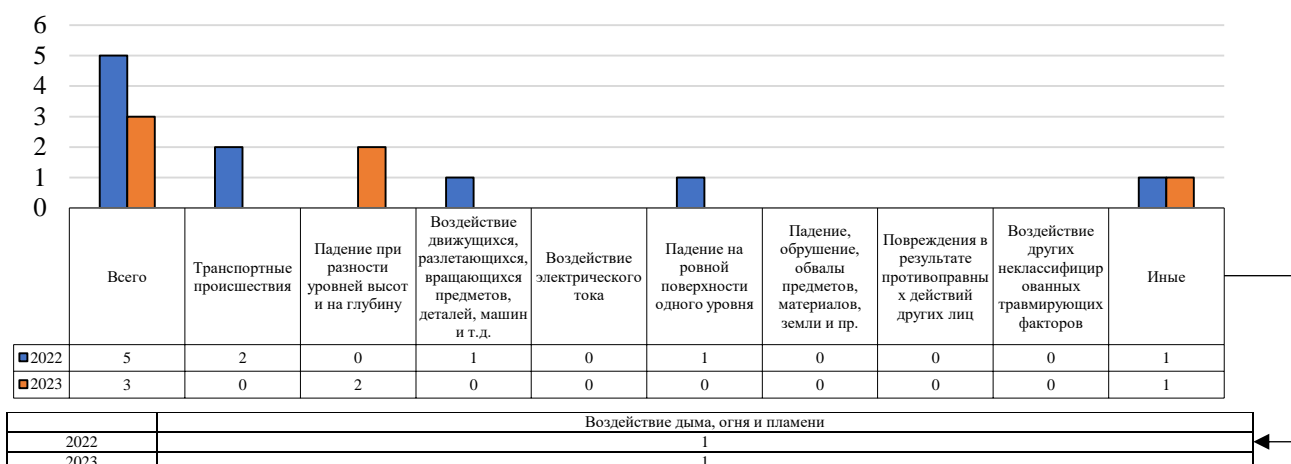 6
5
4
3
2
1
0
Всего
Транспортные
происшествия
Падение при
разности
уровней высот
и на глубину
Воздействие
движущихся,
разлетающихся,
вращающихся
предметов,
деталей, машин
и т.д.
Воздействие
электрического
тока
Падение на
ровной
поверхности
одного уровня
Падение,
обрушение,
обвалы
предметов,
материалов,
земли и пр.
Повреждения в
результате
противоправны
х действий
других лиц
Воздействие
других
неклассифицир
ованных
травмирующих
факторов
Иные
2022 5 2 0 1 0 1 0 0 0 1
2023 3 0 2 0 0 0 0 0 0 1
Воздействие дыма, огня и пламени
2022 1
2023 1